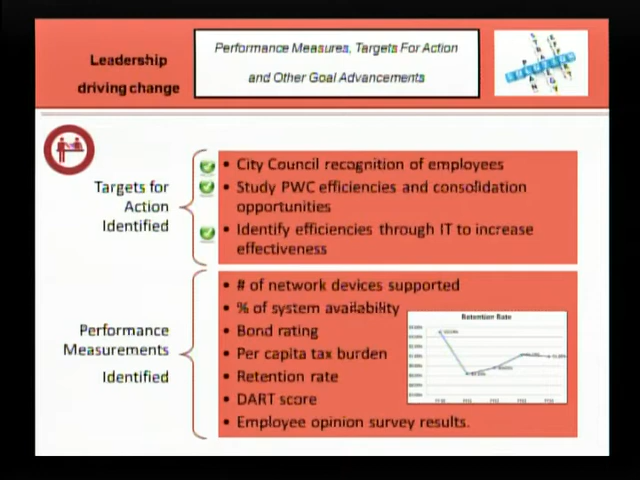 Leadership
driving change
Performance Measures, Targets For Action
and Other Goal Advancements
Targets for
Action
Identified
• City Council recognition of employees
• Study PWC efficiencies and consolidation
opportunities
• Identify efficiencies through IT to increase
effectiveness
Performance
Measurements
Identified
• # of network devices supported
• % of system availability
• Bond rating
• Per capita tax burden
• Retention rate
• DART score
• Employee opinion survey results.
Retention Rate